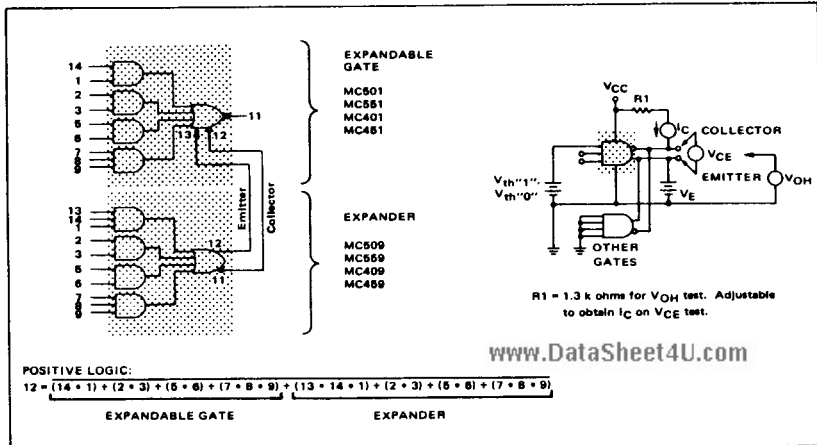 EXPANDABLE
GATE
MC501
MC551
MC401
MC451
14
1
2
3
5
6
7
8
9
13
12
11
Emitter
Collector
EXPANDER
MC509
MC559
MC409
MC459
13
14
1
2
3
5
6
7
8
9
12
11
VCC
R1
IC
COLLECTOR
VCE
EMITTER
VOH
Vth"1",
Vth"0"
VE
OTHER
GATES
R1 = 1.3 k ohms for VOH test. Adjustable
to obtain IC on VCE test.
www.DataSheet4U.com
POSITIVE LOGIC:
12 = (14 • 1) + (2 • 3) + (5 • 6) + (7 • 8 • 9) + (13 • 14 • 1) + (2 • 3) + (5 • 6) + (7 • 8 • 9)
EXPANDABLE GATE
EXPANDER